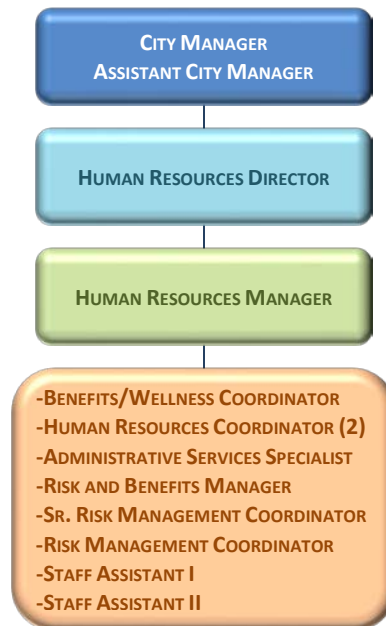 City Manager
Assistant City Manager
Human Resources Director
Human Resources Manager
-Benefits/Wellness Coordinator
-Human Resources Coordinator (2)
-Administrative Services Specialist
-Risk and Benefits Manager
-Sr. Risk Management Coordinator
-Risk Management Coordinator
-Staff Assistant I
-Staff Assistant II